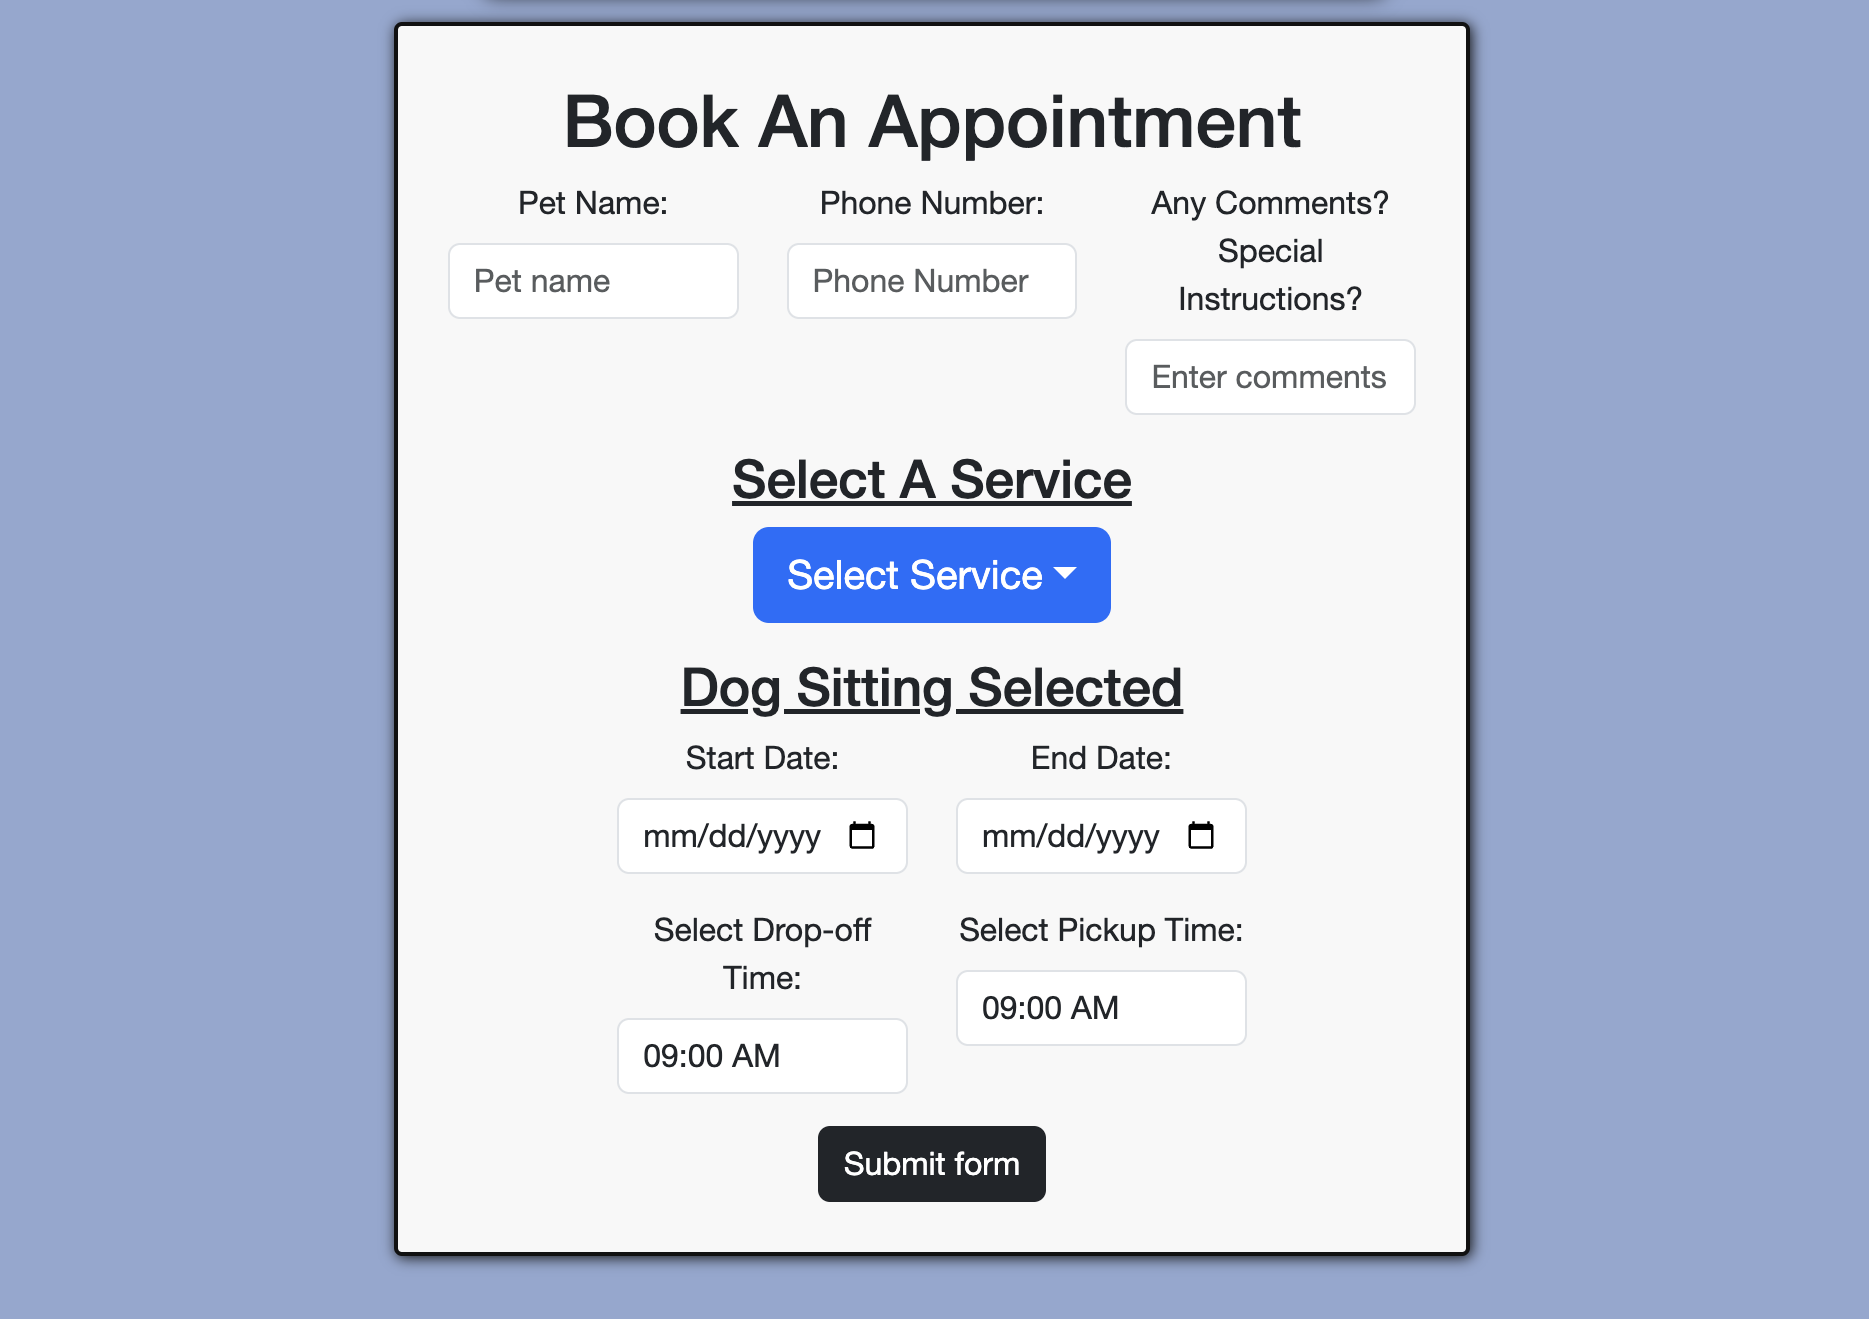 Book An Appointment
Pet Name:
Pet name
Phone Number:
Phone Number
Any Comments?
Special
Instructions?
Enter comments
Select A Service
Select Service
Dog Sitting Selected
Start Date:
mm/dd/yyyy
End Date:
mm/dd/yyyy
Select Drop-off
Time:
09:00 AM
Select Pickup Time:
09:00 AM
Submit form